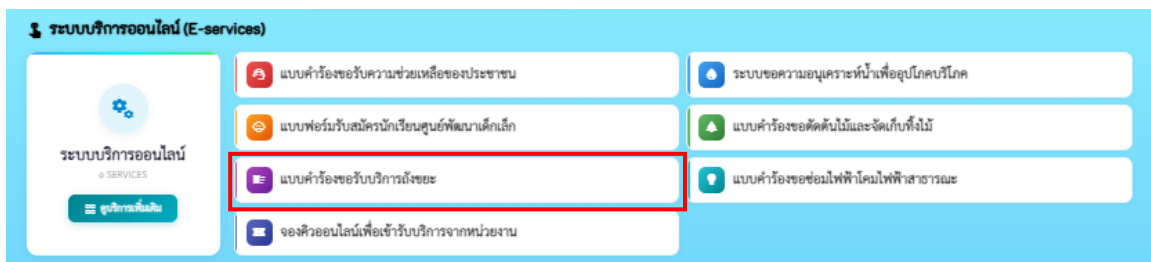 ระบบบริการออนไลน์ (E-services)
แบบคำร้องขอรับความช่วยเหลือของประชาชน
ระบบขอความอนุเคราะห์น้ำเพื่ออุปโภคบริโภค
แบบฟอร์มรับสมัครนักเรียนศูนย์พัฒนาเด็กเล็ก
แบบคำร้องขอตัดต้นไม้และจัดเก็บกิ่งไม้
ระบบบริการออนไลน์
e SERVICES
แบบคำร้องขอรับบริการถังขยะ
แบบคำร้องขอซ่อมไฟฟ้าโคมไฟฟ้าสาธารณะ
ดูบริการเพิ่มเติม
จองคิวออนไลน์เพื่อเข้ารับบริการจากหน่วยงาน